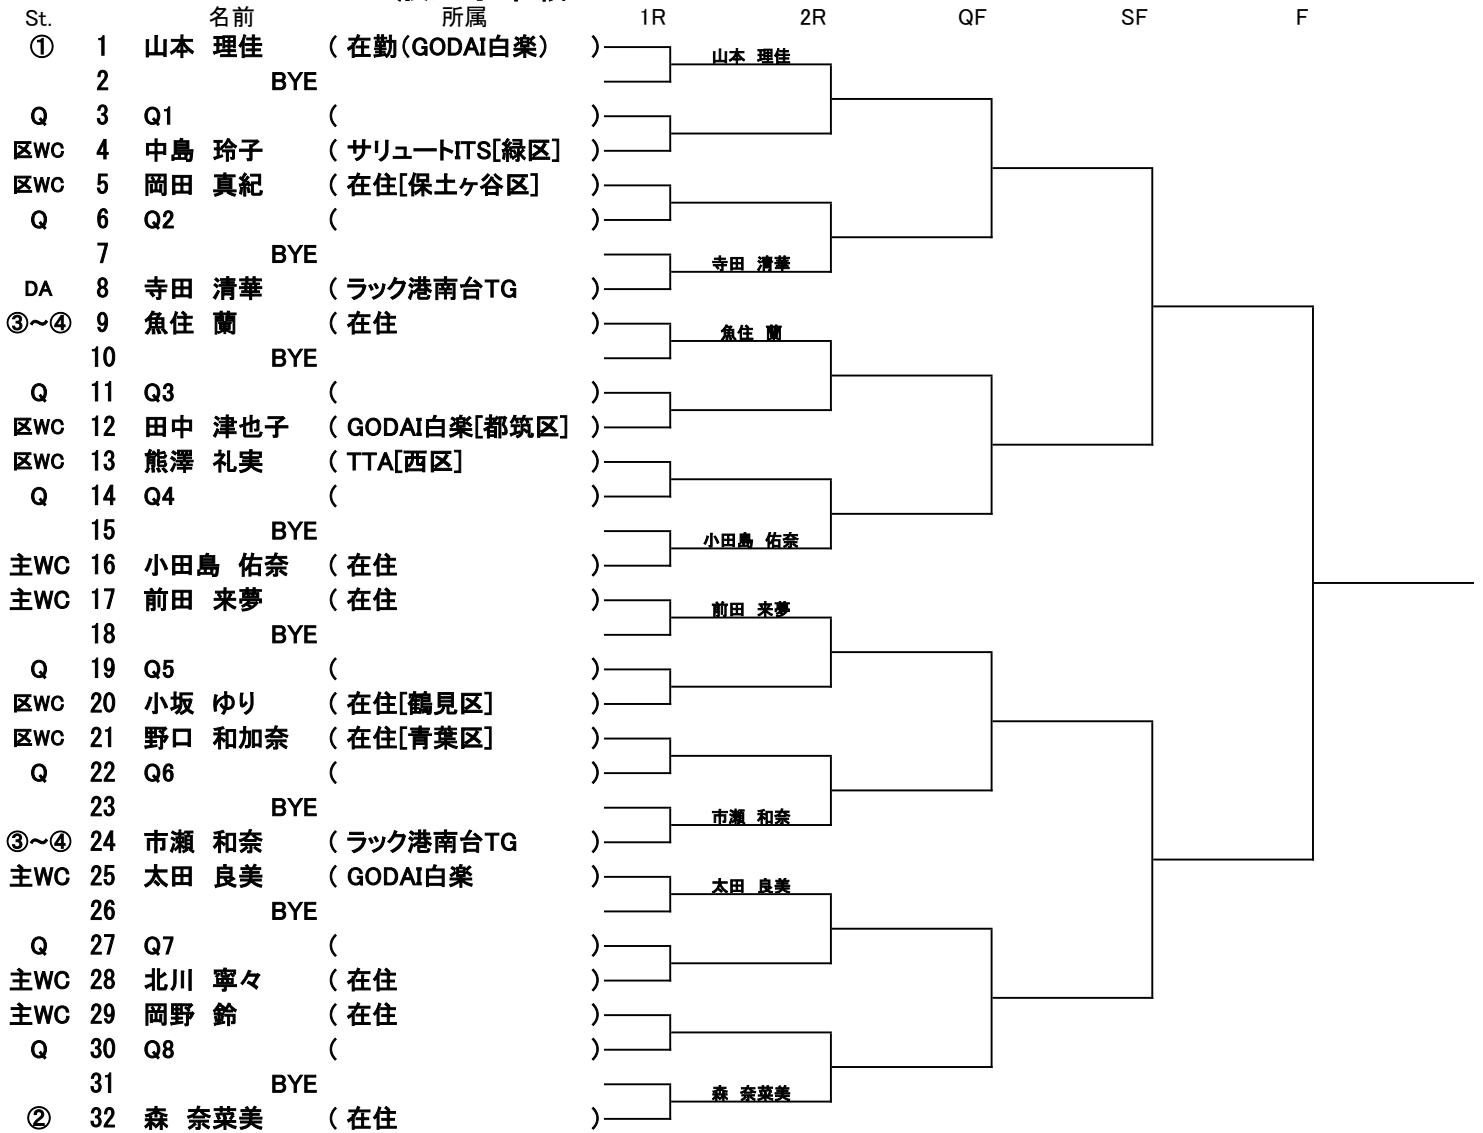 St. 名前 所属 1R 2R QF SF F
① 1 山本 理佳 ( 在勤(GODAI白楽) )
山本 理佳
2 BYE
Q 3 Q1 ( )
区WC 4 中島 玲子 ( サリュートITS[緑区] )
区WC 5 岡田 真紀 ( 在住[保土ヶ谷区] )
Q 6 Q2 ( )
7 BYE
寺田 清華
DA 8 寺田 清華 ( ラック港南台TG )
③~④ 9 魚住 蘭 ( 在住 )
魚住 蘭
10 BYE
Q 11 Q3 ( )
区WC 12 田中 津也子 ( GODAI白楽[都筑区] )
区WC 13 熊澤 礼実 ( TTA[西区] )
Q 14 Q4 ( )
15 BYE
小田島 佑奈
主WC 16 小田島 佑奈 ( 在住 )
主WC 17 前田 来夢 ( 在住 )
前田 来夢
18 BYE
Q 19 Q5 ( )
区WC 20 小坂 ゆり ( 在住[鶴見区] )
区WC 21 野口 和加奈 ( 在住[青葉区] )
Q 22 Q6 ( )
23 BYE
市瀬 和奈
③~④ 24 市瀬 和奈 ( ラック港南台TG )
主WC 25 太田 良美 ( GODAI白楽 )
太田 良美
26 BYE
Q 27 Q7 ( )
主WC 28 北川 寧々 ( 在住 )
主WC 29 岡野 鈴 ( 在住 )
Q 30 Q8 ( )
31 BYE
森 奈菜美
② 32 森 奈菜美 ( 在住 )